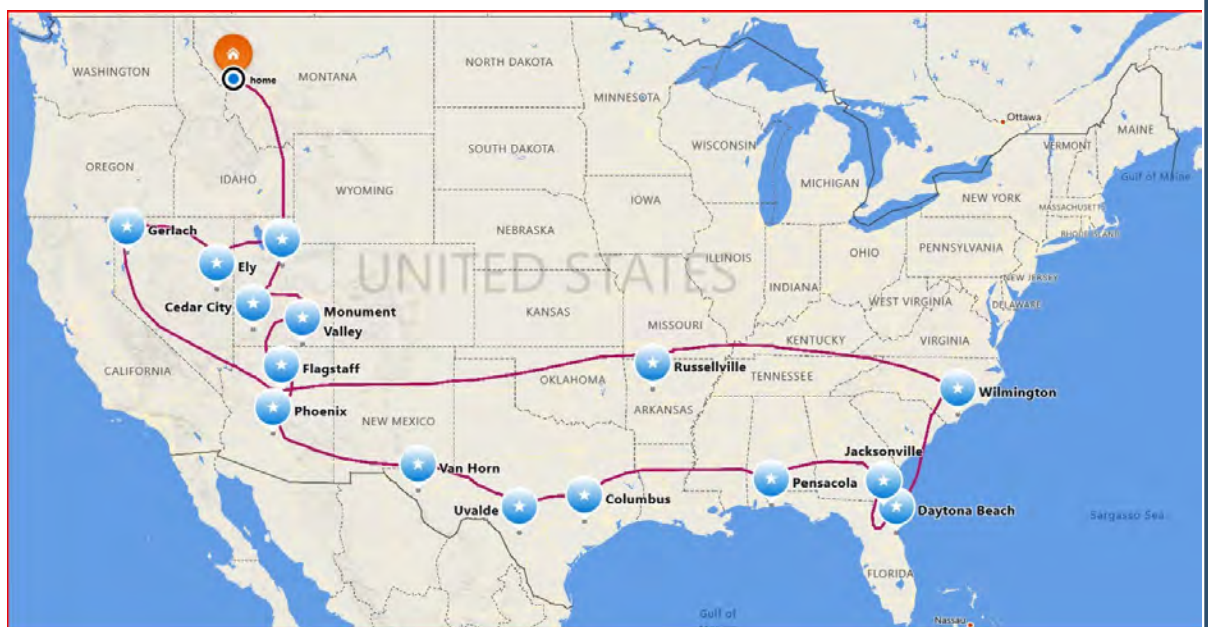 WASHINGTON
home
MONTANA
NORTH DAKOTA
MINNESOTA
Ottawa
MAINE
VERMONT
OREGON
IDAHO
SOUTH DAKOTA
WISCONSIN
MICHIGAN
Gulf of Maine
WYOMING
IOWA
NEW YORK
MASSACHUSETTS
RHODE ISLAND
Gerlach
NEBRASKA
PENNSYLVANIA
Ely
UNITED STATES
ILLINOIS
INDIANA
OHIO
NEW JERSEY
Cedar City
Monument
Valley
KANSAS
MISSOURI
WEST VIRGINIA
DELAWARE
KENTUCKY
VIRGINIA
CALIFORNIA
Flagstaff
OKLAHOMA
Russellville
TENNESSEE
Wilmington
Phoenix
NEW MEXICO
ARKANSAS
Van Horn
Jacksonville
Uvalde
Columbus
Pensacola
Daytona Beach
Sargasso Sea
FLORIDA
Gulf of
Nassau